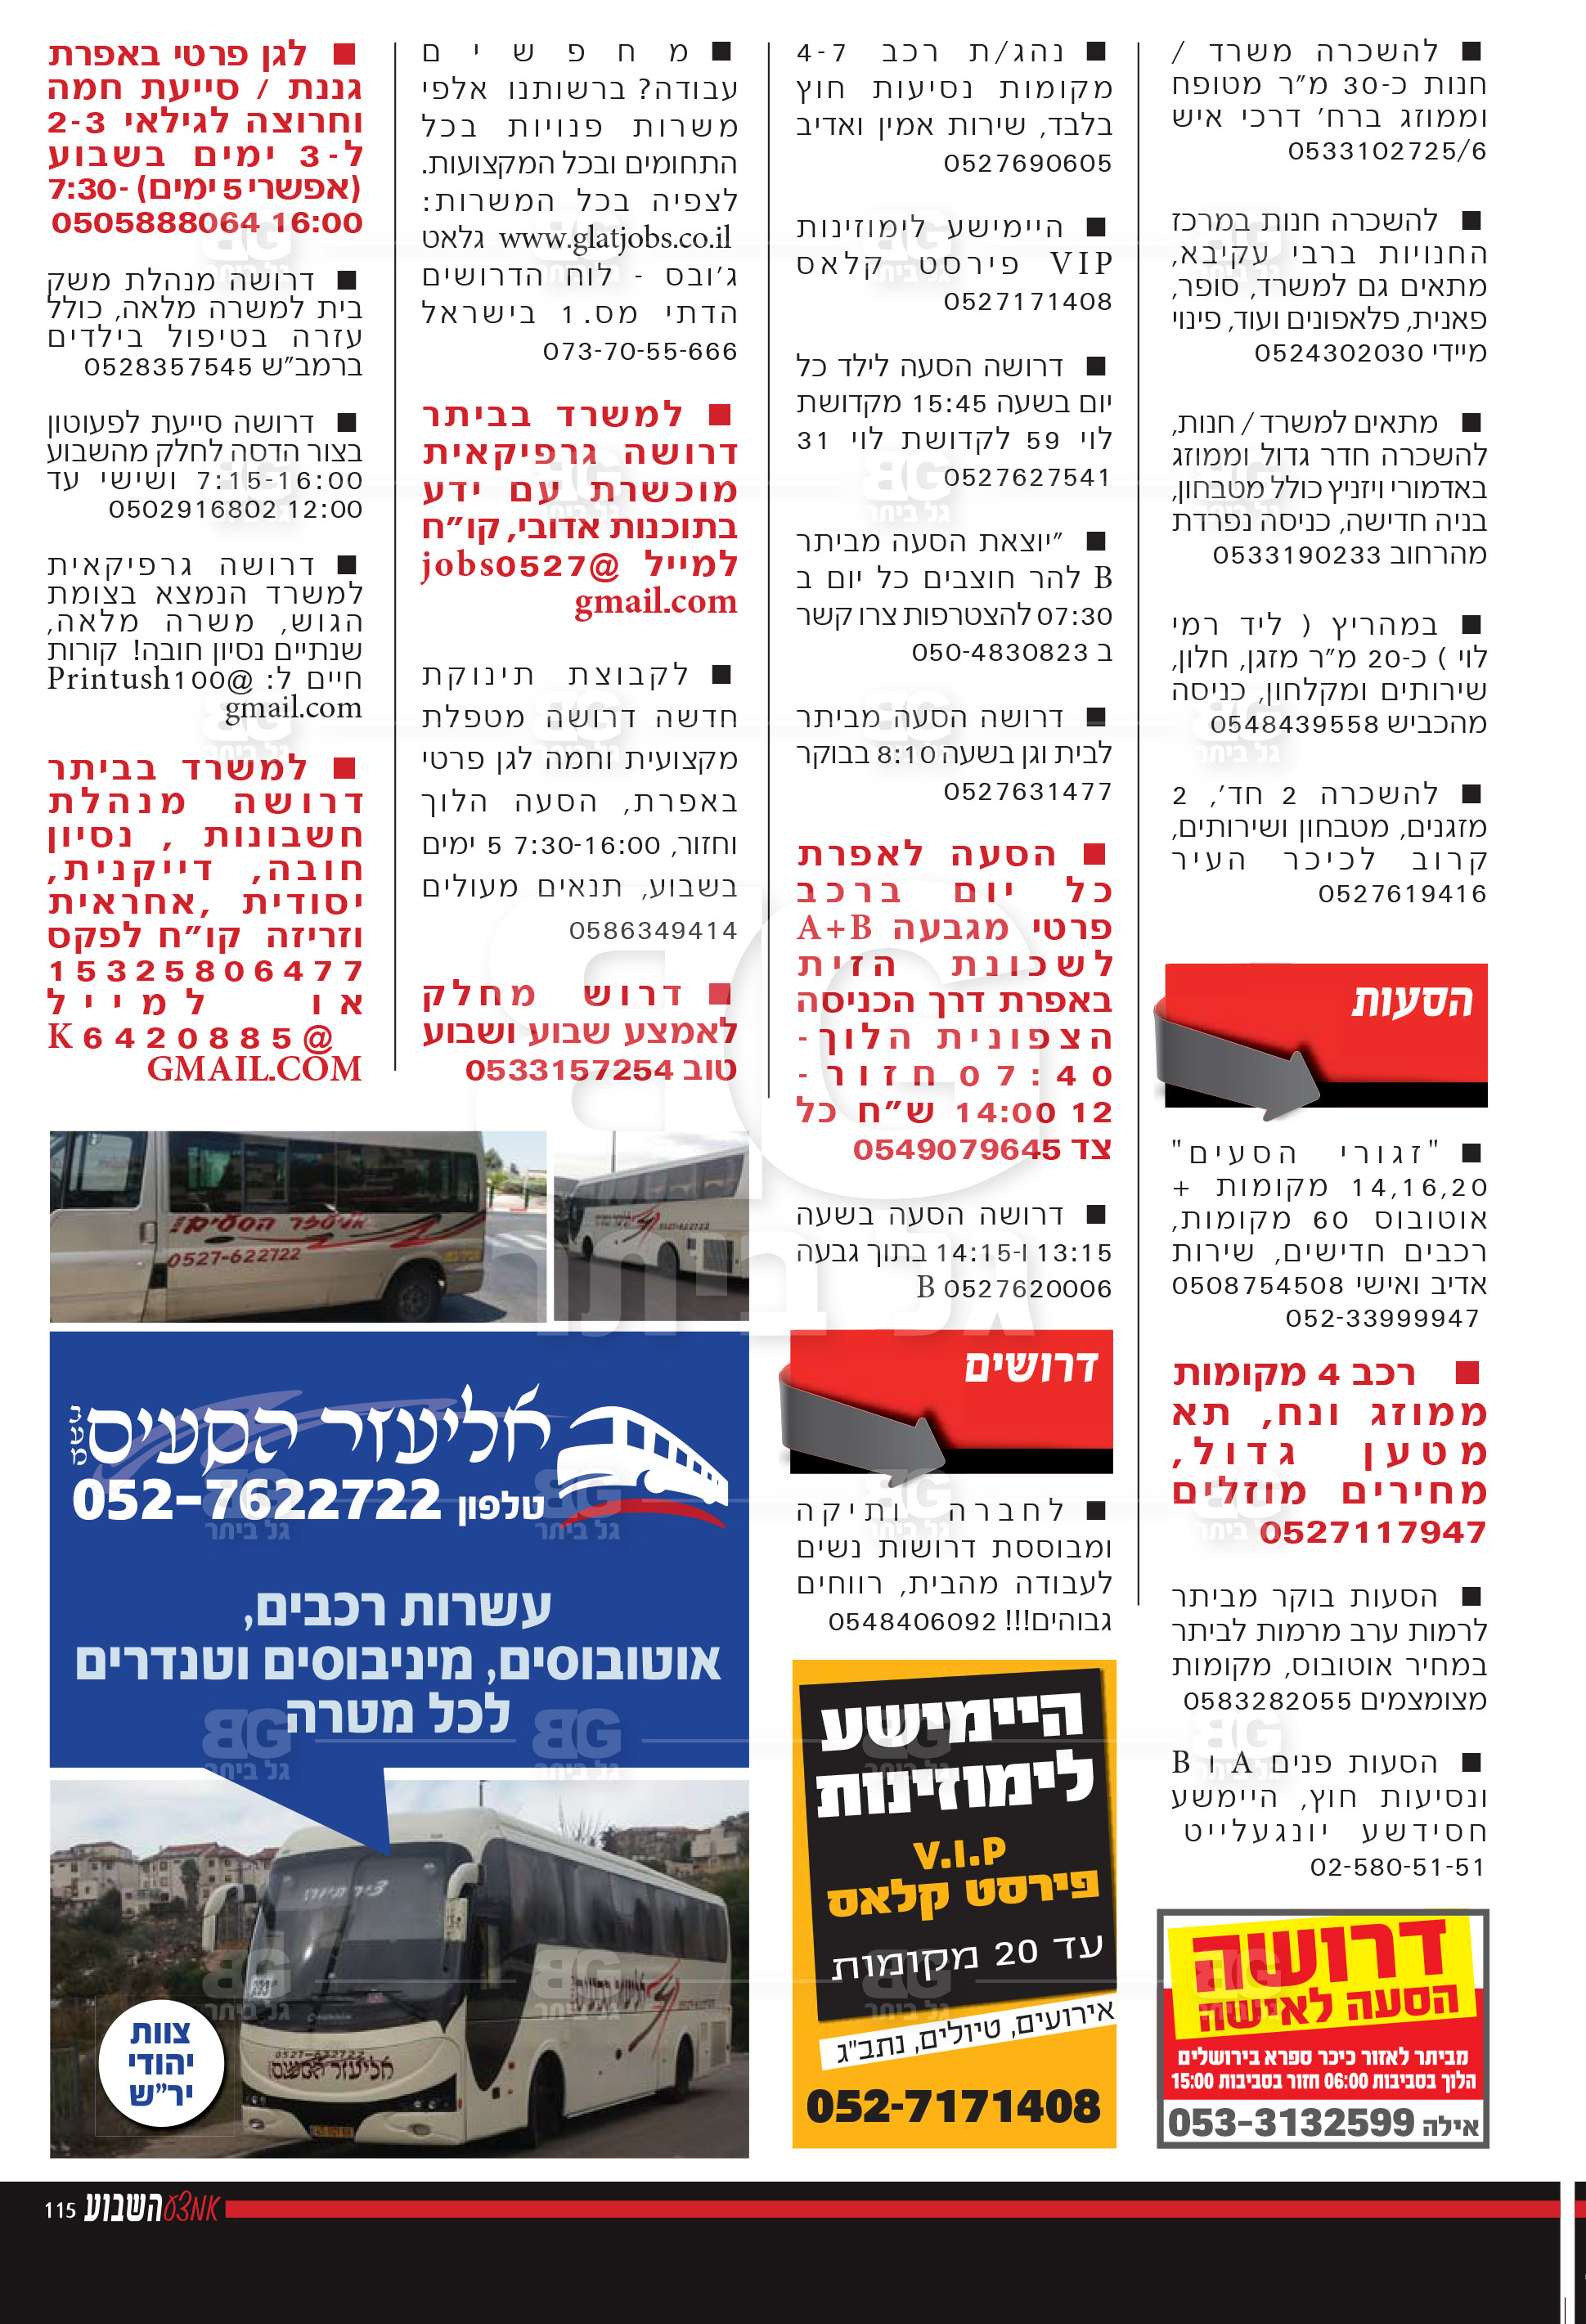 ■ להשכרה משרד /
חנות כ-30 מ"ר מטופח
וממוזג ברח' דרכי איש
0533102725/6
■ להשכרה חנות במרכז
החנויות ברבי עקיבא,
מתאים גם למשרד, סופר,
פאנית, פלאפונים ועוד, פינוי
מיידי 0524302030
■ מתאים למשרד / חנות,
להשכרה חדר גדול וממוזג
באדמורי ויזניץ כולל מטבחון,
בניה חדישה, כניסה נפרדת
מהרחוב 0533190233
■ במהריץ ( ליד רמי
לוי ) כ-20 מ"ר מזגן, חלון,
שירותים ומקלחון, כניסה
מהכביש 0548439558
■ להשכרה 2 חד', 2
מזגנים, מטבחון ושירותים,
קרוב לכיכר העיר
0527619416
הסעות
■ "זגורי הסעים"
14,16,20 מקומות +
אוטובוס 60 מקומות,
רכבים חדישים, שירות
אדיב ואישי 0508754508
052-33999947
■ רכב 4 מקומות
ממוזג ונח, תא
מטען גדול,
מחירים מוזלים
0527117947
■ הסעות בוקר מביתר
לרמות ערב מרמות לביתר
במחיר אוטובוס, מקומות
מצומצמים 0583282055
■ הסעות פנים A ו B
ונסיעות חוץ, היימשע
חסידשע יונגעלייט
02-580-51-51
דרושה
הסעה לאישה
מביתר לאזור כיכר ספרא בירושלים
הלוך בסביבות 06:00 חזור בסביבות 15:00
אילה 053-3132599
■ נהג/ת רכב 4-7
מקומות נסיעות חוץ
בלבד, שירות אמין ואדיב
0527690605
■ היימישע לימוזינות
VIP פירסט קלאס
0527171408
■ דרושה הסעה לילד כל
יום בשעה 15:45 מקדושת
לוי 59 לקדושת לוי 31
0527627541
■ "יוצאת הסעה מביתר
B להר חוצבים כל יום ב
07:30 להצטרפות צרו קשר
ב 050-4830823
■ דרושה הסעה מביתר
לבית וגן בשעה 8:10 בבוקר
0527631477
■ הסעה לאפרת
כל יום ברכב
פרטי מגבעה A+B
לשכונת הזית
באפרת דרך הכניסה
הצפונית הלוך-
07:40 חזור-
14:00 12 ש"ח כל
צד 0549079645
■ דרושה הסעה בשעה
13:15 ו-14:15 בתוך גבעה
B 0527620006
דרושים
■ לחברה ותיקה
ומבוססת דרושות נשים
לעבודה מהבית, רווחים
גבוהים!!! 0548406092
היימישע
לימוזינות
V.I.P
פירסט קלאס
עד 20 מקומות
אירועים, טיולים, נתב"ג
052-7171408
■ מחפשים
עבודה? ברשותנו אלפי
משרות פנויות בכל
התחומים ובכל המקצועות.
לצפיה בכל המשרות:
www.glatjobs.co.il גלאט
ג'ובס - לוח הדרושים
הדתי מס. 1 בישראל
073-70-55-666
■ למשרד בביתר
דרושה גרפיקאית
מוכשרת עם ידע
בתוכנות אדובי, קו"ח
למייל jobs0527@
gmail.com
■ לקבוצת תינוקת
חדשה דרושה מטפלת
מקצועית וחמה לגן פרטי
באפרת, הסעה הלוך
וחזור, 7:30-16:00 5 ימים
בשבוע, תנאים מעולים
0586349414
■ דרוש מחלק
לאמצע שבוע ושבוע
טוב 0533157254
■ לגן פרטי באפרת
גננת / סייעת חמה
וחרוצה לגילאי 2-3
ל-3 ימים בשבוע
(אפשרי 5 ימים) 7:30-
16:00 0505888064
■ דרושה מנהלת משק
בית למשרה מלאה, כולל
עזרה בטיפול בילדים
ברמב"ש 0528357545
■ דרושה סייעת לפעוטון
בצור הדסה לחלק מהשבוע
7:15-16:00 ושישי עד
12:00 0502916802
■ דרושה גרפיקאית
למשרד הנמצא בצומת
הגוש, משרה מלאה,
שנתיים נסיון חובה! קורות
חיים ל: Printush100@
gmail.com
■ למשרד בביתר
דרושה מנהלת
חשבונות , נסיון
חובה, דייקנית,
יסודית ,אחראית
וזריזה קו"ח לפקס
15325806477
או למייל
K6420885@
GMAIL.COM
אליעזר הסעים
0527-622722
0527-622722
אליעזר הסעים בעמ
טלפון 052-7622722
עשרות רכבים,
אוטובוסים, מיניבוסים וטנדרים
לכל מטרה
אליעזר הסעים
0527-622722
אליעזר הסעים
צוות
יהודי
יר"ש
115 אמצע השבוע
BG
גל ביתר